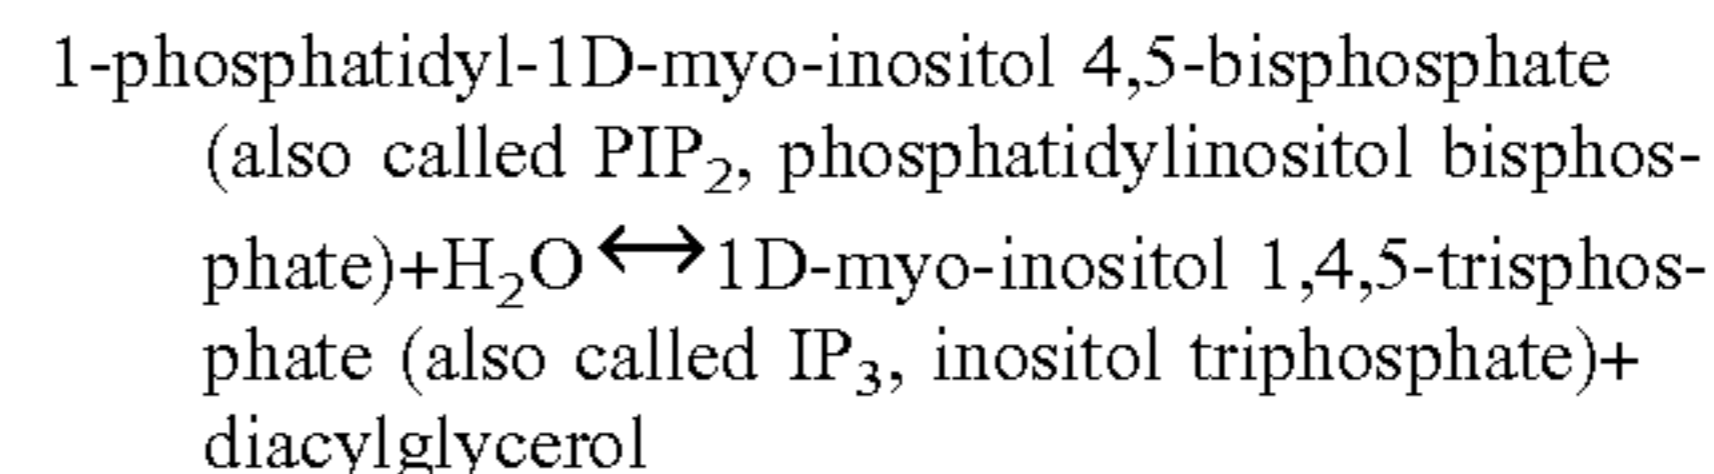 1-phosphatidyl-1D-myo-inositol 4,5-bisphosphate
(also called PIP₂, phosphatidylinositol bisphos-
phate)+H₂O↔1D-myo-inositol 1,4,5-trisphos-
phate (also called IP₃, inositol triphosphate)+
diacylglycerol